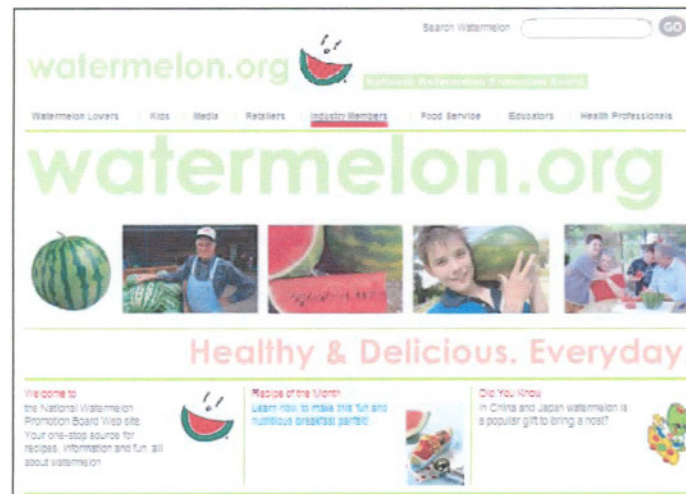 Search Watermelon GO
watermelon.org
National Watermelon Promotion Board
Watermelon Lovers Kids Media Retailers Industry Members Food Service Educators Health Professionals
watermelon.org
Healthy & Delicious. Everyday
Welcome to
the National Watermelon
Promotion Board Web site
Your one-stop source for
recipes, information and fun all
about watermelon
Recipe of the Month
Learn how to make this fun and
nutritious breakfast parfait!
Did You Know
In China and Japan watermelon is
a popular gift to bring a host?